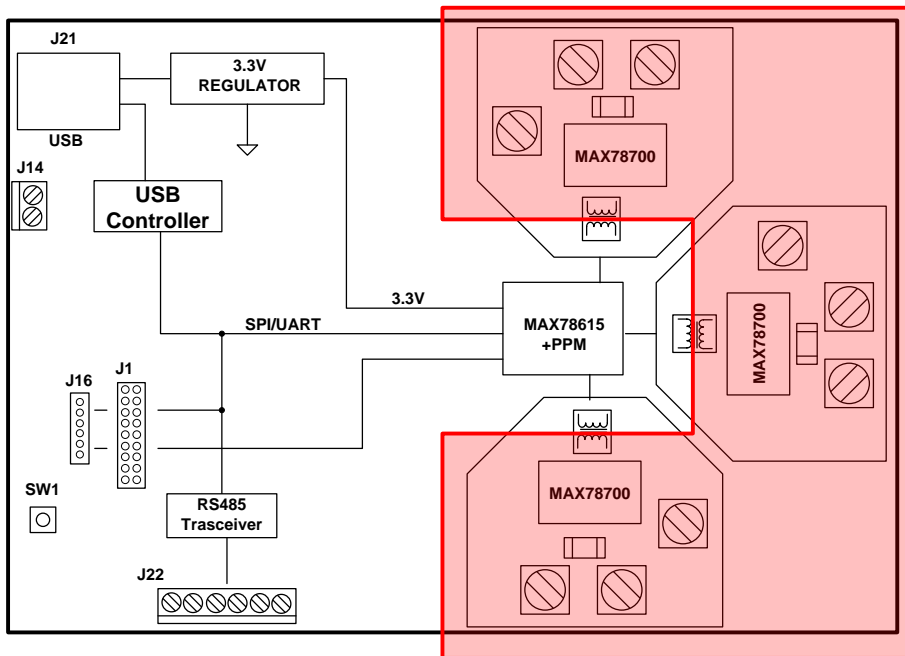 J21
3.3V
REGULATOR
USB
J14
USB
Controller
MAX78700
3.3V
SPI/UART
MAX78615
+PPM
MAX78700
J16
J1
MAX78700
SW1
RS485
Trasceiver
J22